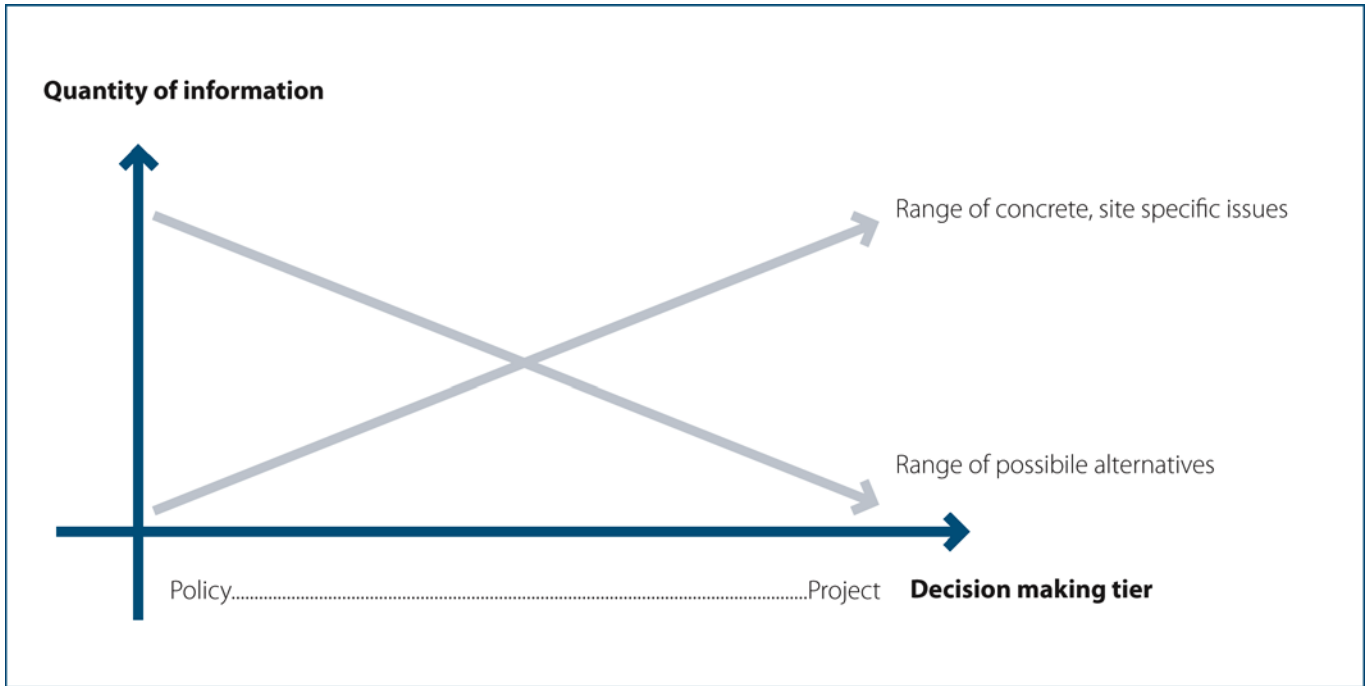 Quantity of information
Range of concrete, site specific issues
Range of possibile alternatives
Policy..........................................................................................................Project Decision making tier